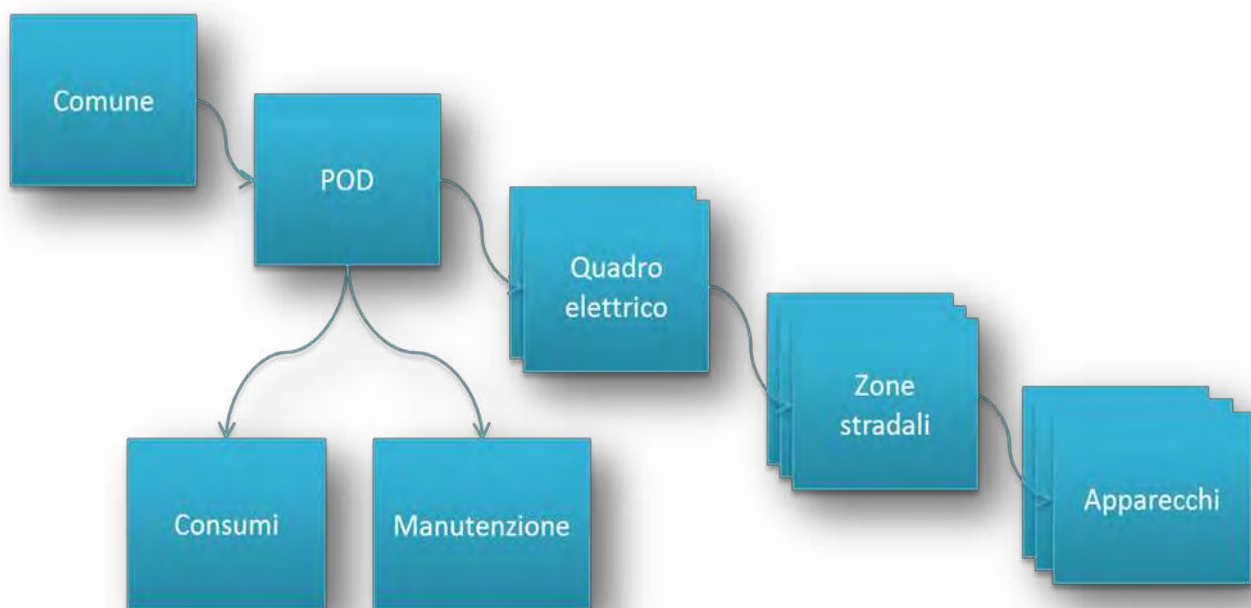 Comune
POD
Quadro
elettrico
Zone
stradali
Apparecchi
Consumi
Manutenzione